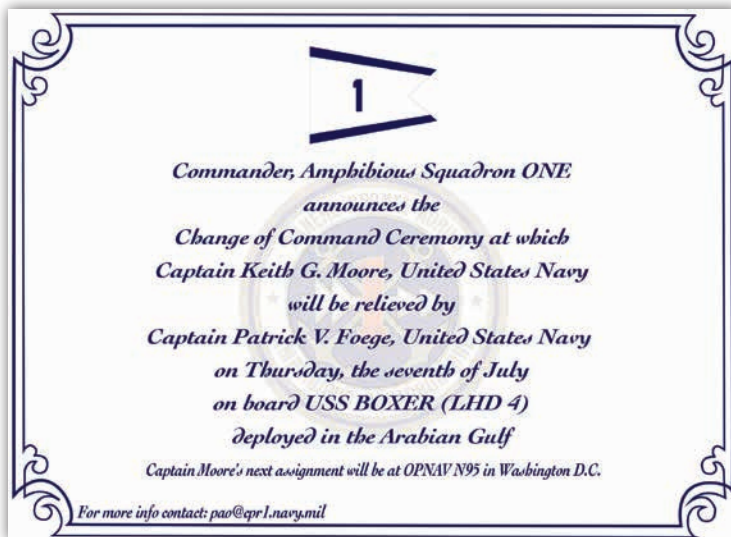 1
Commander, Amphibious Squadron ONE
announces the
Change of Command Ceremony at which
Captain Keith G. Moore, United States Navy
will be relieved by
Captain Patrick V. Foege, United States Navy
on Thursday, the seventh of July
on board USS BOXER (LHD 4)
deployed in the Arabian Gulf
Captain Moore's next assignment will be at OPNAV N95 in Washington D.C.
For more info contact: pao@cpr1.navy.mil